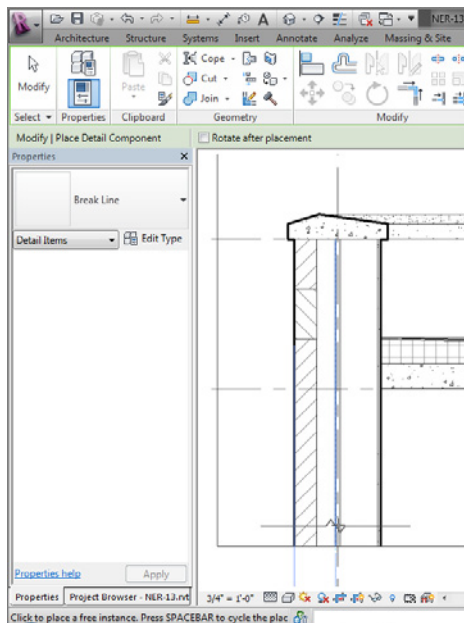 NER-13
Architecture Structure Systems Insert Annotate Analyze Massing & Site
Modify
Properties
Paste
Cope
Cut
Join
Select Properties Clipboard Geometry Modify
Modify | Place Detail Component
Rotate after placement
Properties
Break Line
Detail Items
Edit Type
Properties help
Apply
Properties Project Browser - NER-13.rvt
3/4" = 1'-0"
Click to place a free instance. Press SPACEBAR to cycle the plac